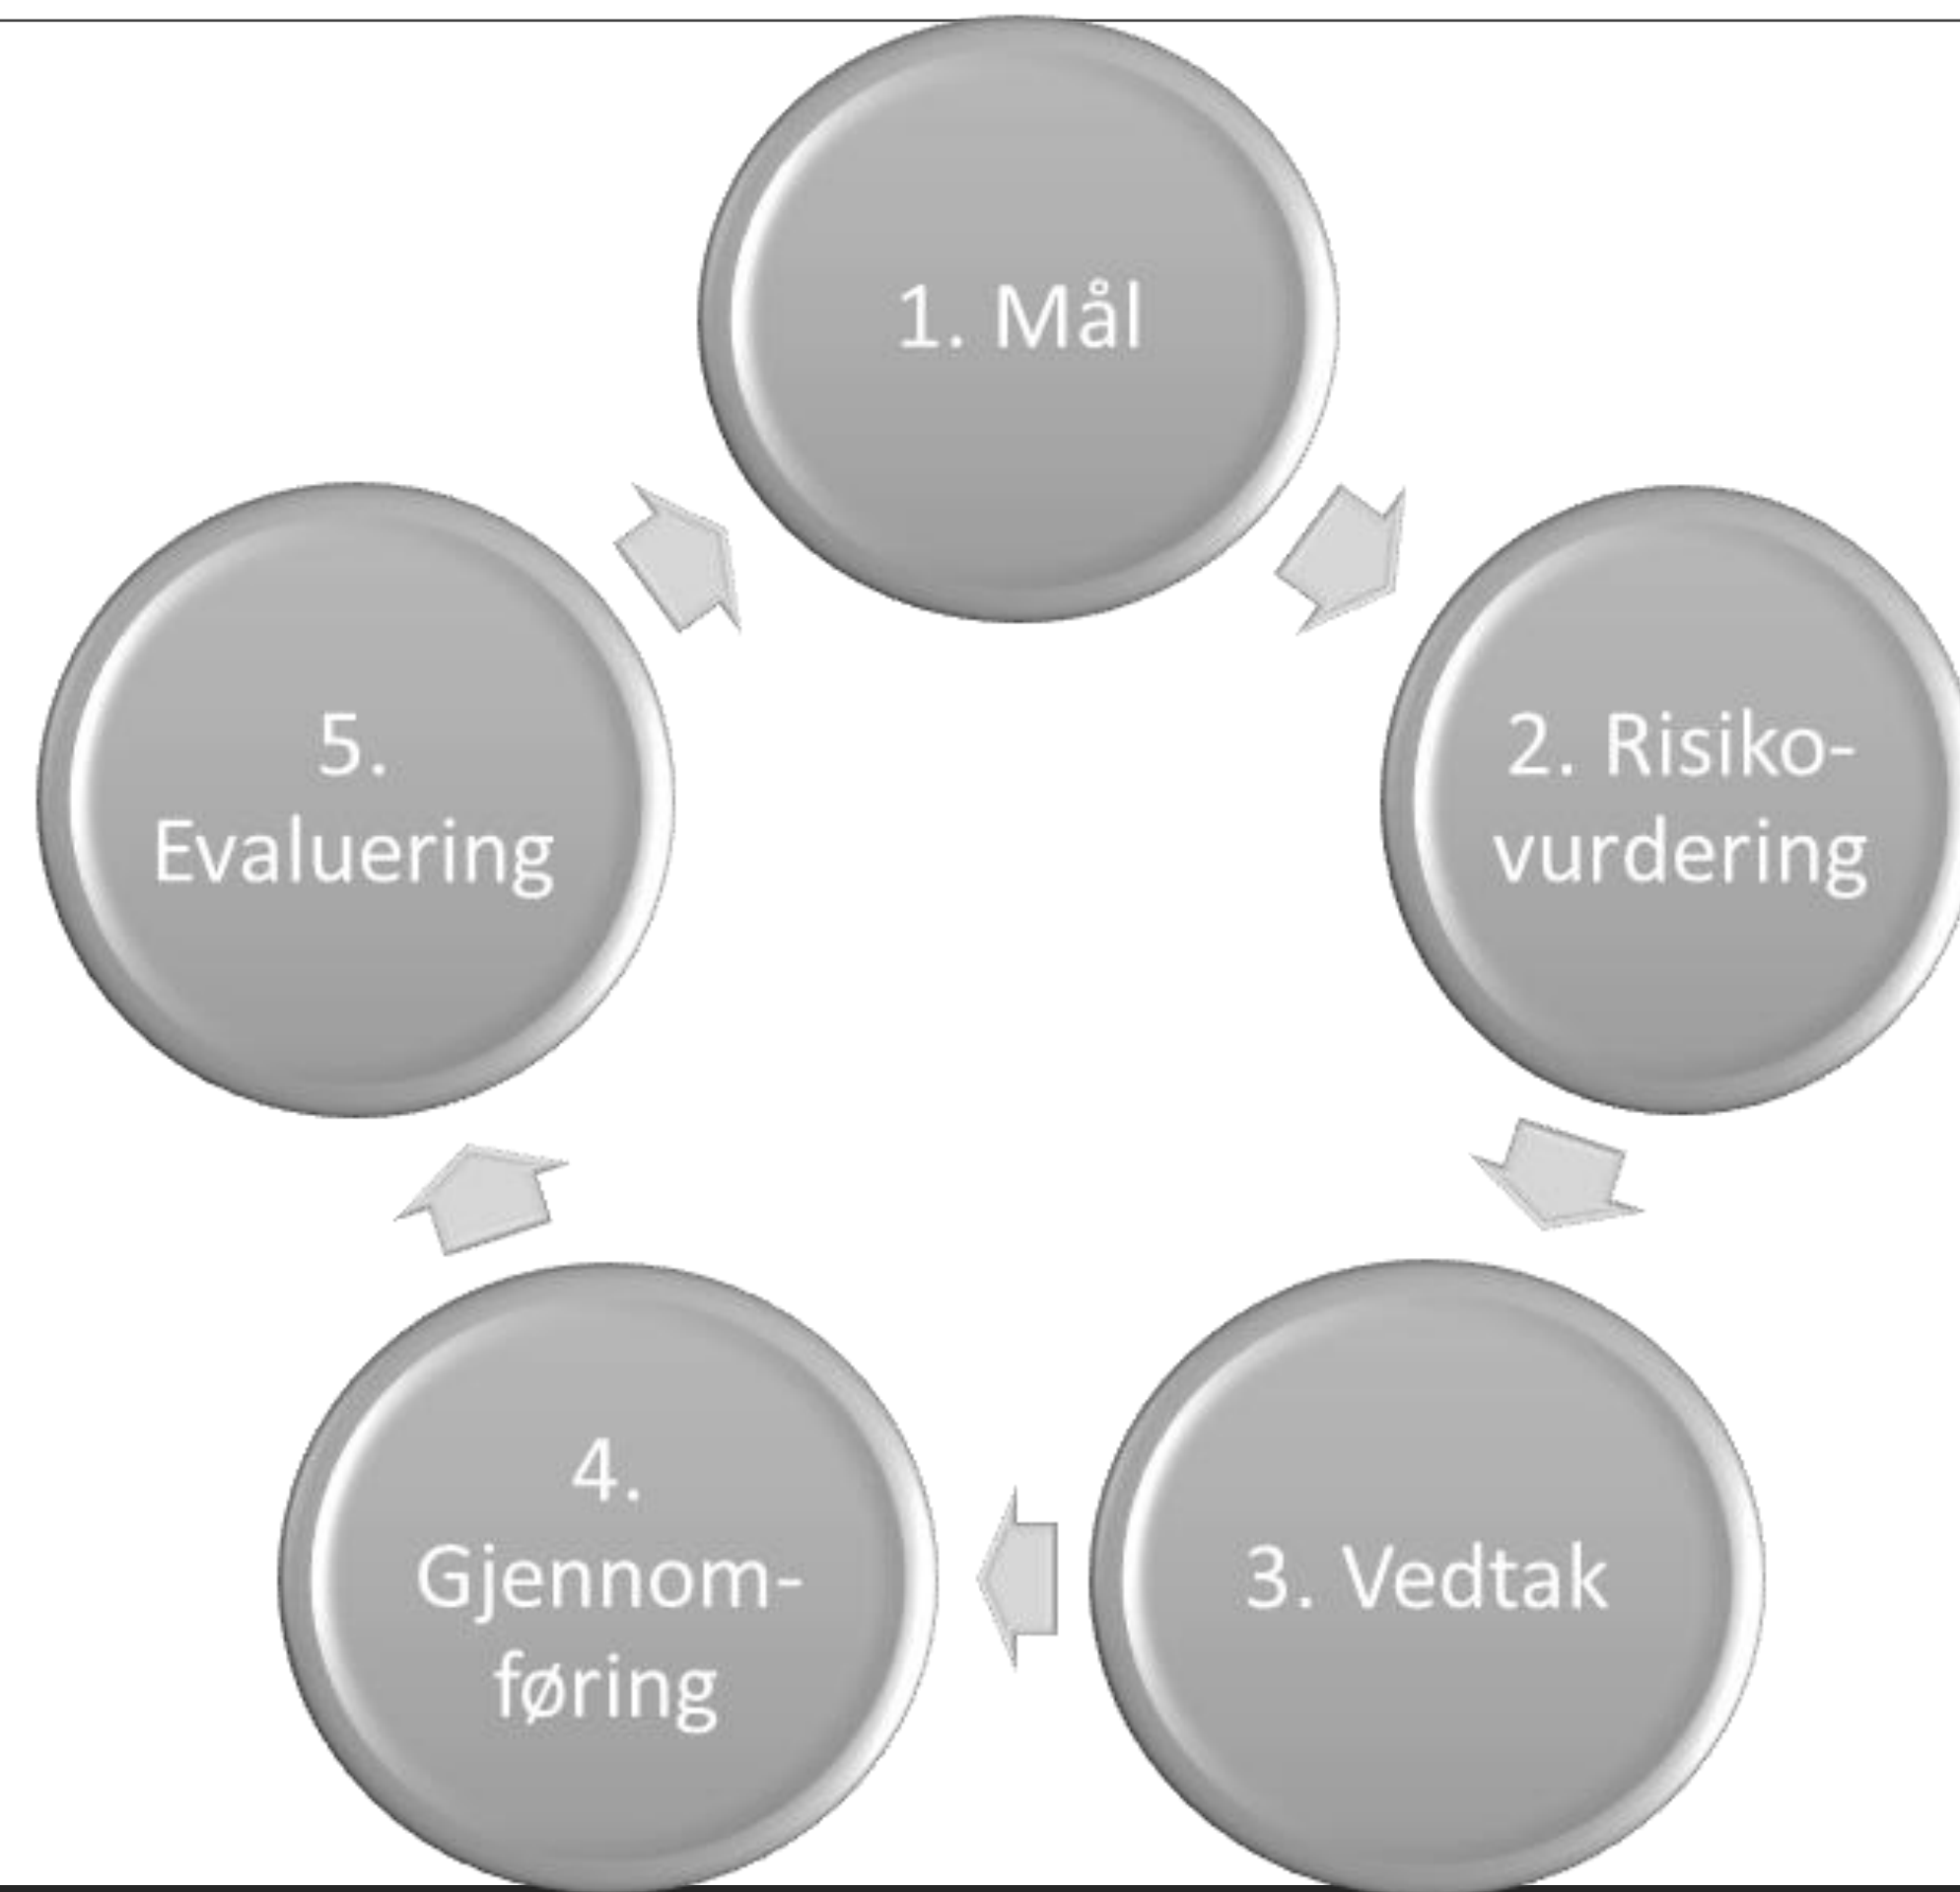 1. Mål
2. Risiko-
vurdering
3. Vedtak
4.
Gjennom-
føring
5.
Evaluering